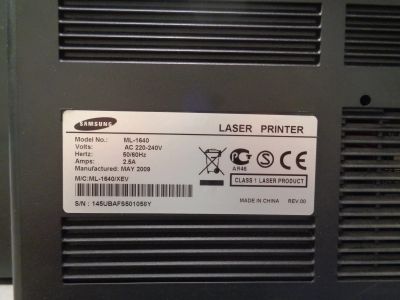 SAMSUNG
LASER PRINTER
Model No.: ML-1640
Volts: AC 220-240V
Hertz: 50/60Hz
Amps: 2.5A
Manufactured: MAY 2009
M/C:ML-1640/XEV
AR46
CLASS 1 LASER PRODUCT
S/N : 145UBAFS501056Y
MADE IN CHINA REV.00